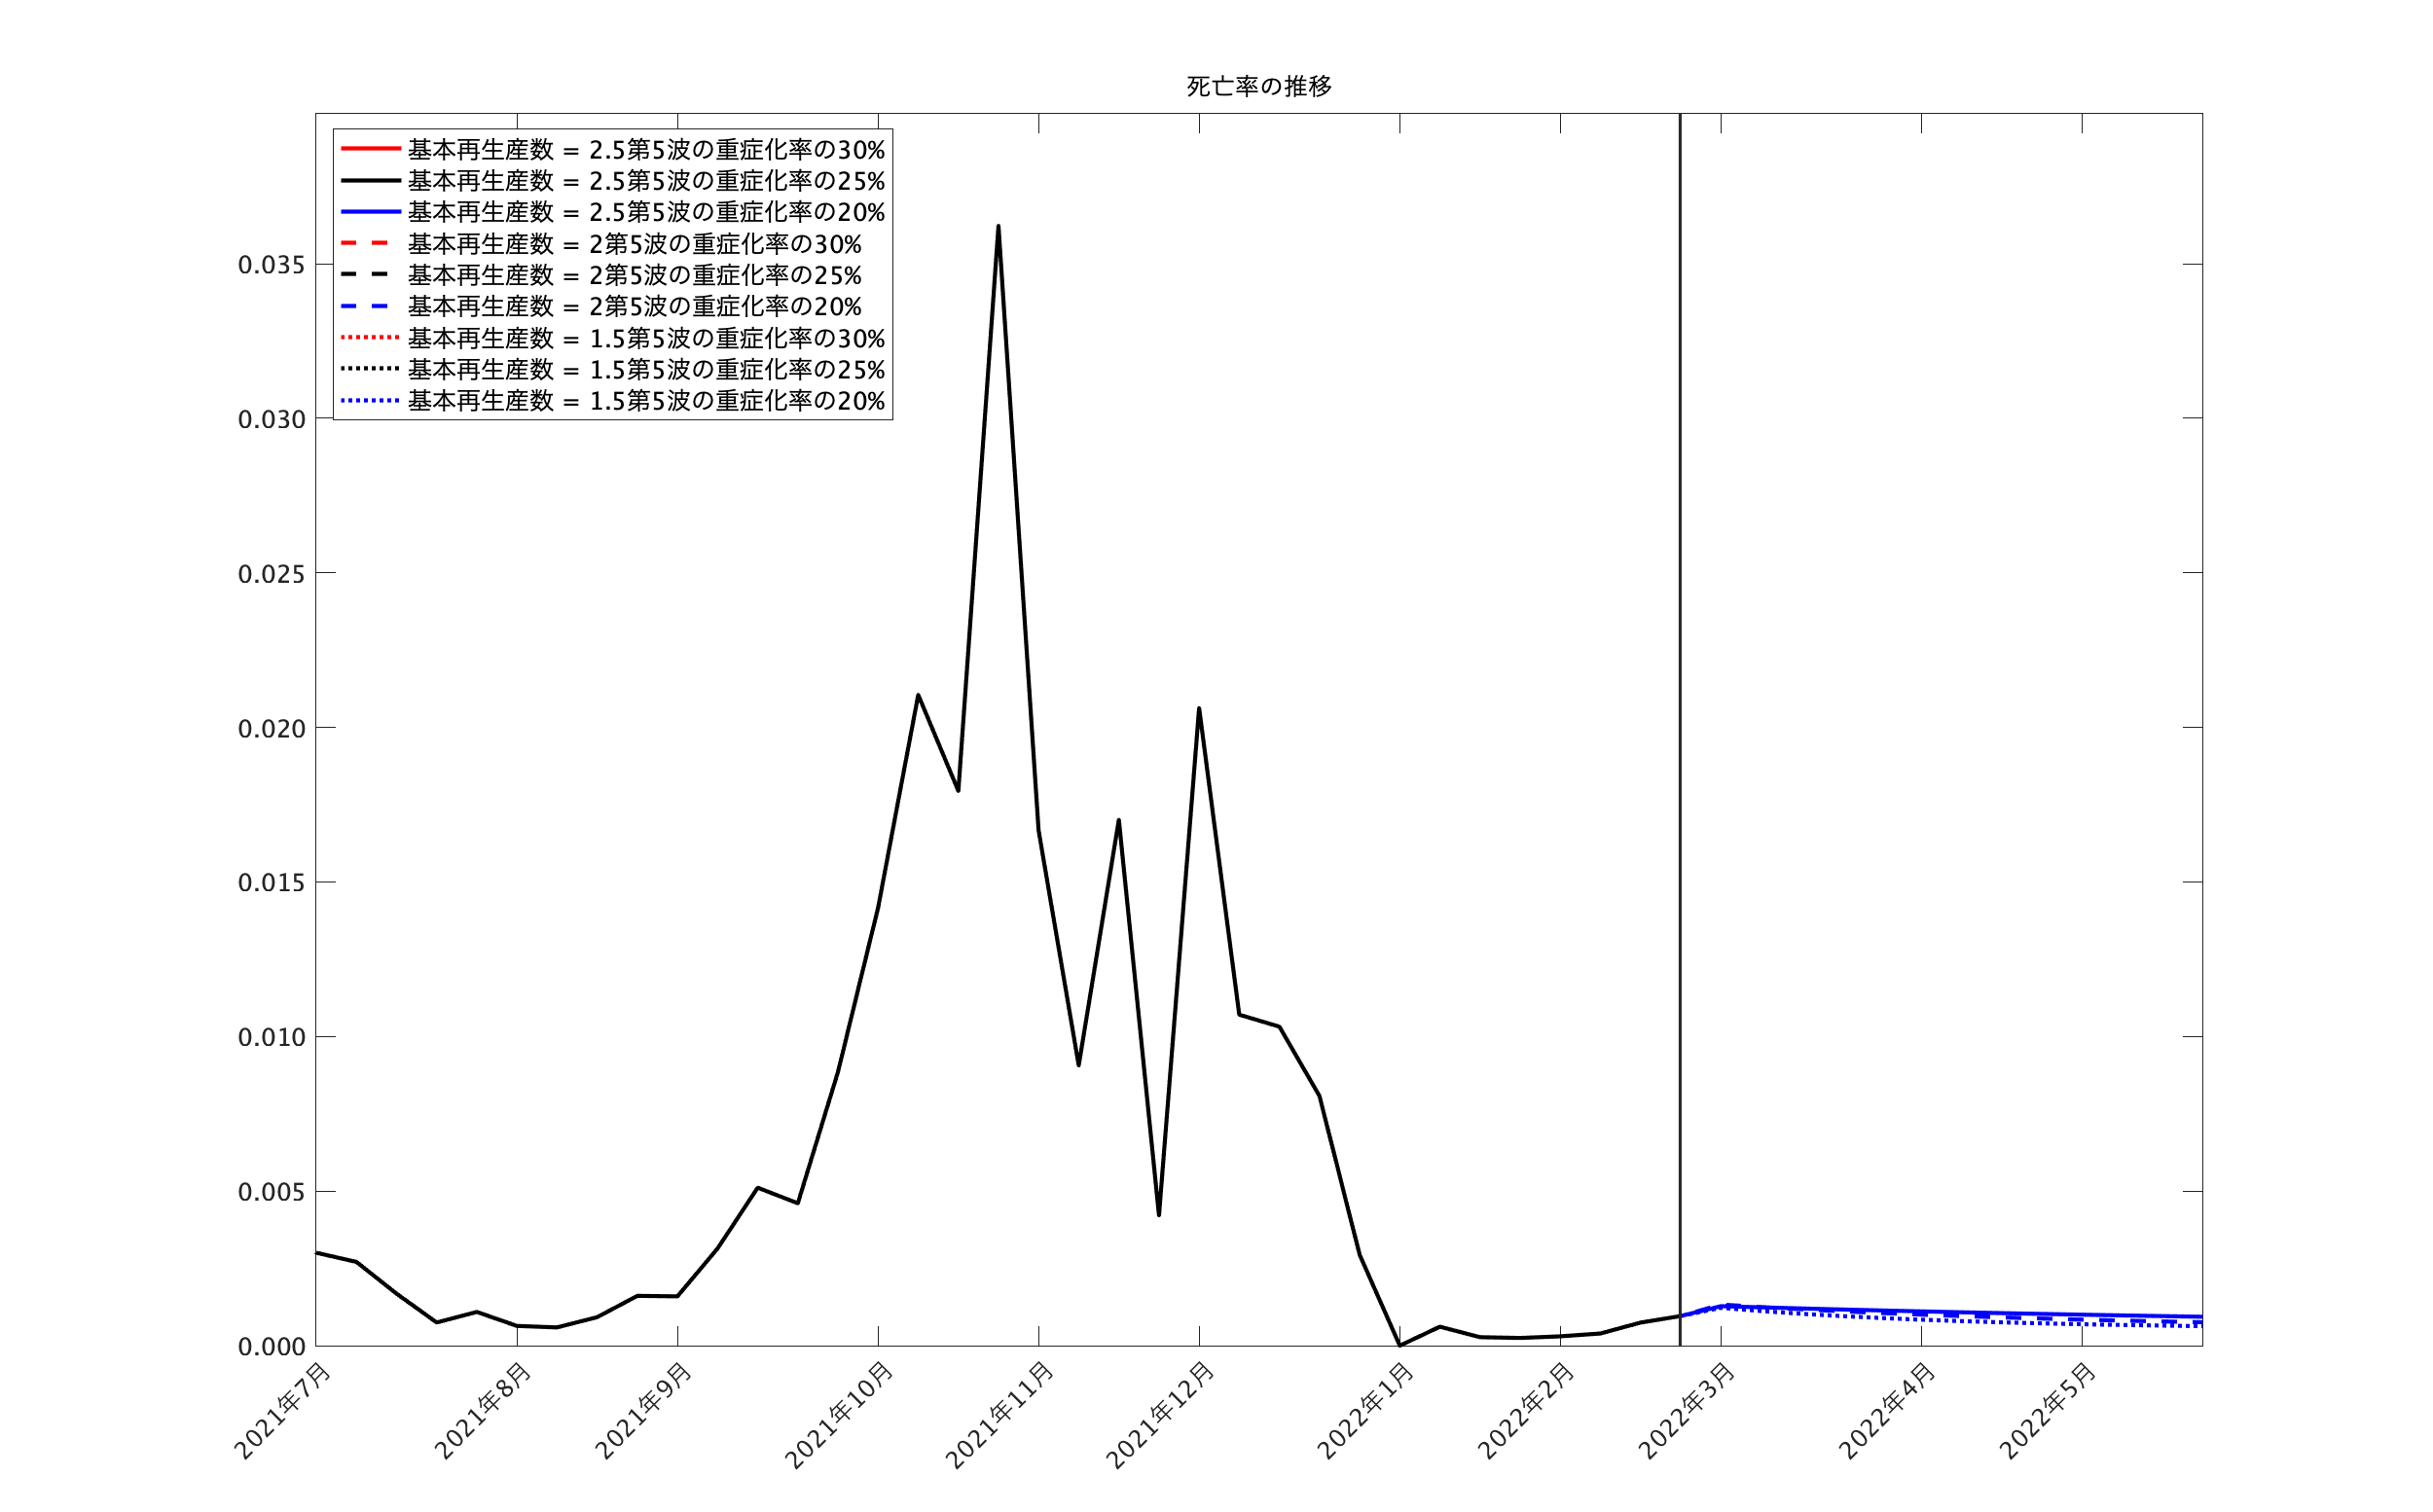 死亡率の推移
基本再生産数 = 2.5第5波の重症化率の30%
基本再生産数 = 2.5第5波の重症化率の25%
基本再生産数 = 2.5第5波の重症化率の20%
基本再生産数 = 2第5波の重症化率の30%
基本再生産数 = 2第5波の重症化率の25%
基本再生産数 = 2第5波の重症化率の20%
基本再生産数 = 1.5第5波の重症化率の30%
基本再生産数 = 1.5第5波の重症化率の25%
基本再生産数 = 1.5第5波の重症化率の20%
0.035
0.030
0.025
0.020
0.015
0.010
0.005
0.000
2021年7月
2021年8月
2021年9月
2021年10月
2021年11月
2021年12月
2022年1月
2022年2月
2022年3月
2022年4月
2022年5月